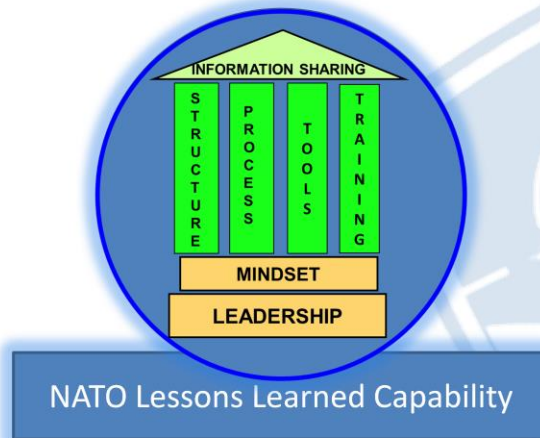 INFORMATION SHARING
STRUCTURE
PROCESS
TOOLS
TRAINING
MINDSET
LEADERSHIP
NATO Lessons Learned Capability